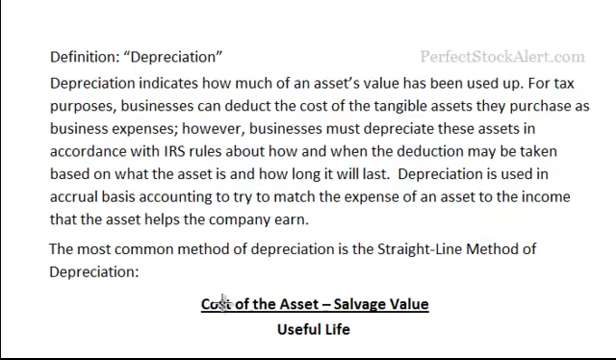 Definition: “Depreciation”
PerfectStockAlert.com
Depreciation indicates how much of an asset’s value has been used up. For tax
purposes, businesses can deduct the cost of the tangible assets they purchase as
business expenses; however, businesses must depreciate these assets in
accordance with IRS rules about how and when the deduction may be taken
based on what the asset is and how long it will last. Depreciation is used in
accrual basis accounting to try to match the expense of an asset to the income
that the asset helps the company earn.
The most common method of depreciation is the Straight-Line Method of
Depreciation:
Cost of the Asset – Salvage Value
Useful Life